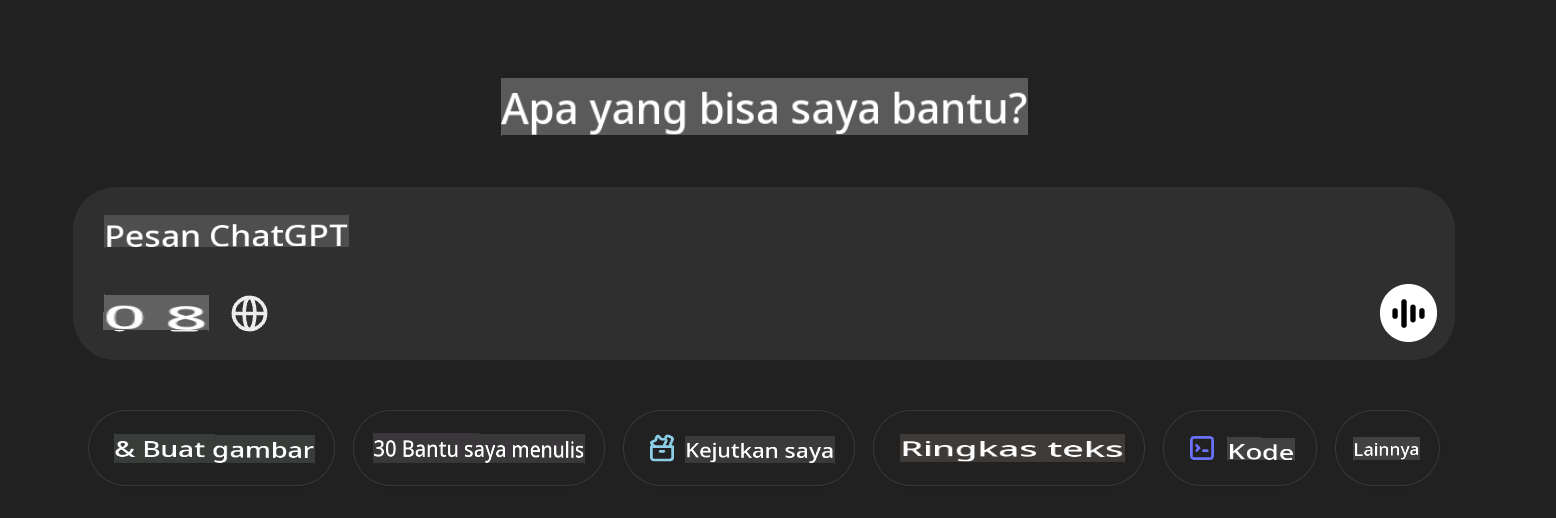 Apa yang bisa saya bantu?
Pesan ChatGPT
0 8
& Buat gambar
30 Bantu saya menulis
Kejutkan saya
Ringkas teks
Kode
Lainnya